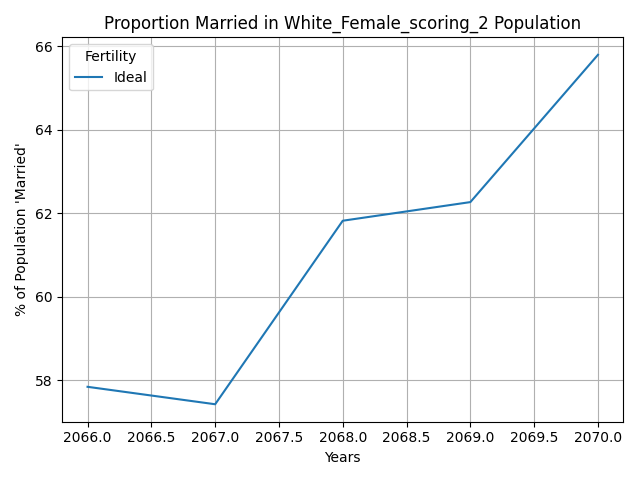 Proportion Married in White_Female_scoring_2 Population
Fertility
Ideal
% of Population 'Married'
66
64
62
60
58
2066.0 2066.5 2067.0 2067.5 2068.0 2068.5 2069.0 2069.5 2070.0
Years